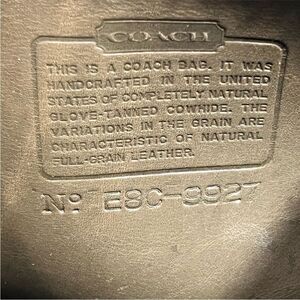 COACH
THIS IS A COACH BAG. IT WAS
HANDCRAFTED IN THE UNITED
STATES OF COMPLETELY NATURAL
GLOVE-TANNED COWHIDE. THE
VARIATIONS IN THE GRAIN ARE
CHARACTERISTIC OF NATURAL
FULL-GRAIN LEATHER.
Nº E8C-9927